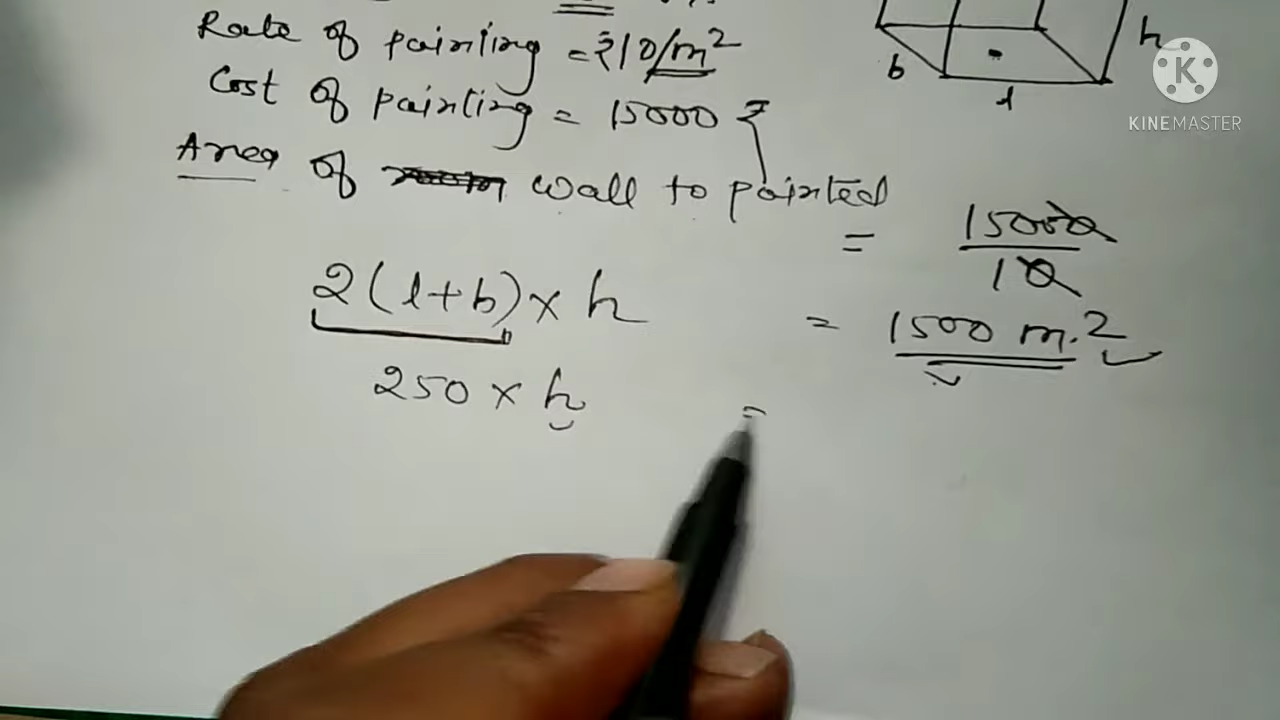 Rate of painting = ₹10/m²
Cost of painting = 15000 ₹
Area of wall to painted
= 15000/10
2(l+b)×h
= 1500 m.²
250×h =
h
b
l
K
KINEMASTER